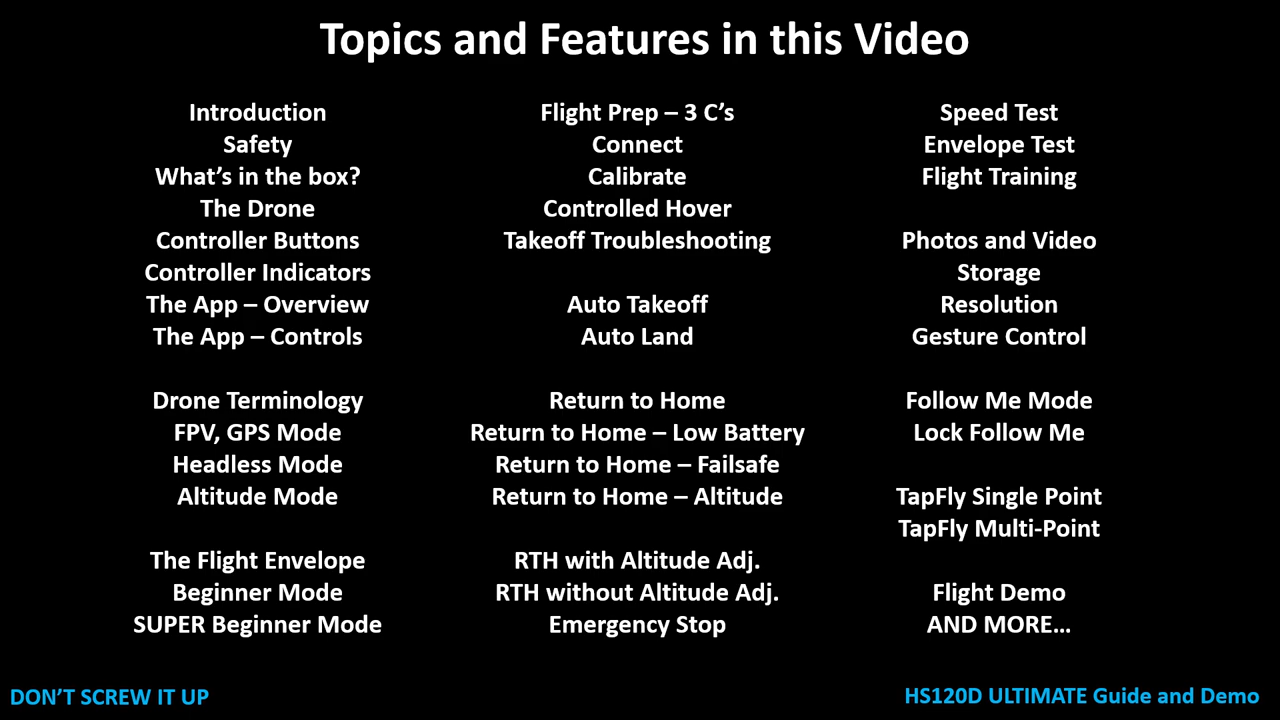 Topics and Features in this Video
Introduction
Safety
What’s in the box?
The Drone
Controller Buttons
Controller Indicators
The App – Overview
The App – Controls
Drone Terminology
FPV, GPS Mode
Headless Mode
Altitude Mode
The Flight Envelope
Beginner Mode
SUPER Beginner Mode
Flight Prep – 3 C’s
Connect
Calibrate
Controlled Hover
Takeoff Troubleshooting
Auto Takeoff
Auto Land
Return to Home
Return to Home – Low Battery
Return to Home – Failsafe
Return to Home – Altitude
RTH with Altitude Adj.
RTH without Altitude Adj.
Emergency Stop
Speed Test
Envelope Test
Flight Training
Photos and Video
Storage
Resolution
Gesture Control
Follow Me Mode
Lock Follow Me
TapFly Single Point
TapFly Multi-Point
Flight Demo
AND MORE…
DON’T SCREW IT UP
HS120D ULTIMATE Guide and Demo